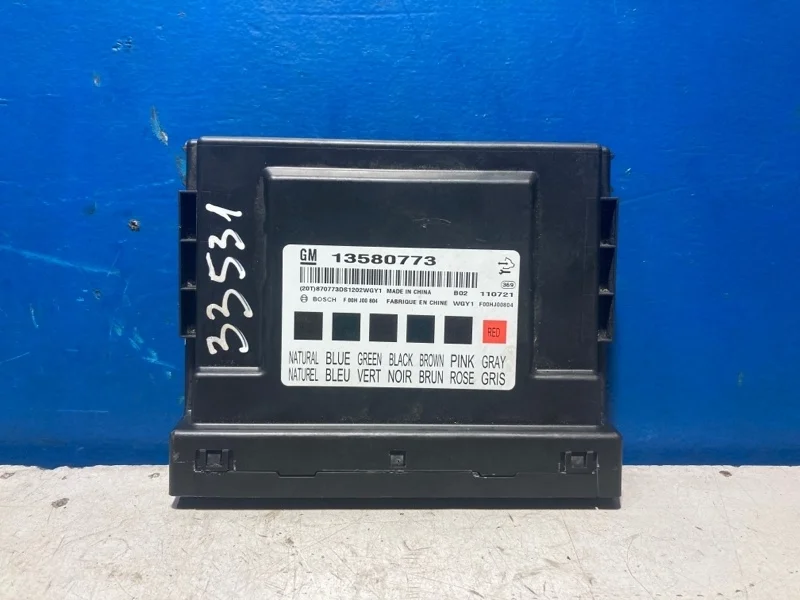 33531
GM 13580773
(20T)870773DS1202WGY1 MADE IN CHINA B02 110721
BOSCH F 00H J00 804 FABRIQUE EN CHINE WGY1 F00HJ00804
369
RED
NATURAL BLUE GREEN BLACK BROWN PINK GRAY
NATUREL BLEU VERT NOIR BRUN ROSE GRIS